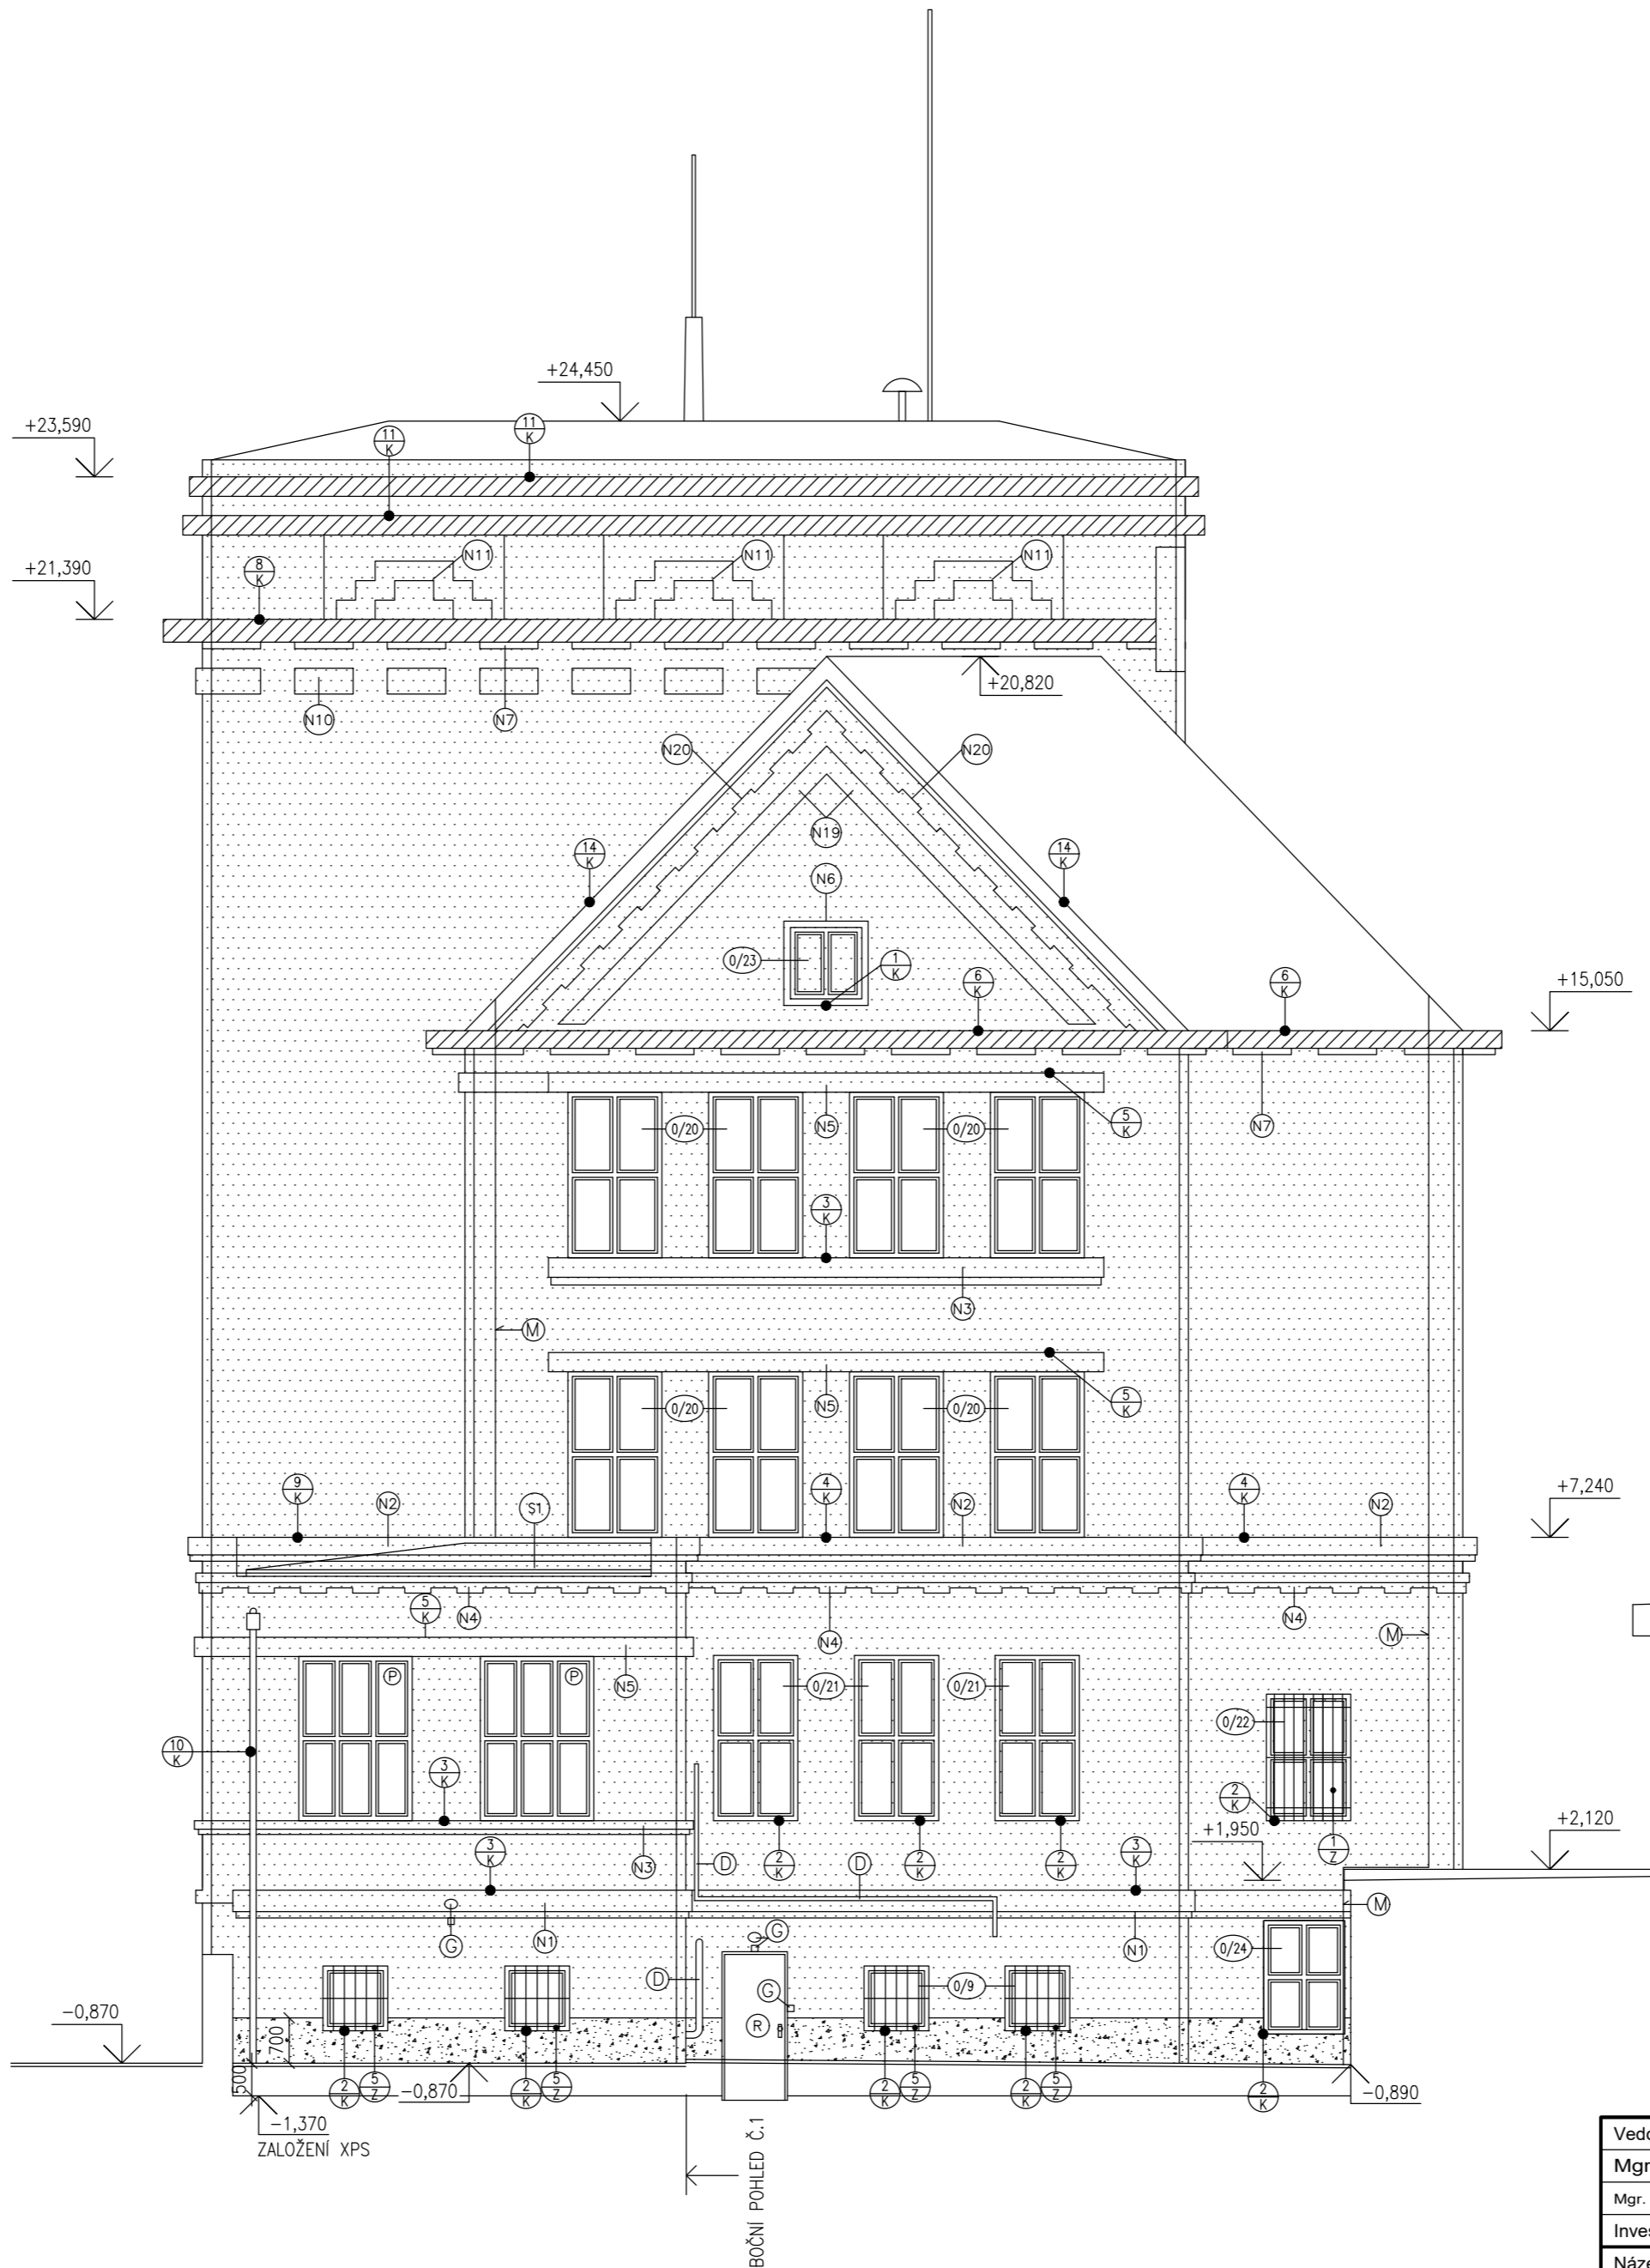 +24,450
+23,590
11
K
11
K
+21,390
8
K
N11
N11
N11
+20,820
N10
N7
N20
N20
N19
14
K
14
K
N6
0/23
1
K
6
K
6
K
+15,050
0/20
N5
0/20
5
K
N7
3
K
N3
M
0/20
N5
0/20
5
K
9
K
N2
S1
4
K
N2
4
K
N2
+7,240
5
K
N4
N4
N4
M
P
P
N5
0/21
0/21
0/22
10
K
3
K
2
K
+1,950
+2,120
N3
D
2
K
D
2
K
2
K
3
K
1
Z
3
K
G
N1
G
N1
M
0/24
D
G
0/9
R
-0,870
700
500
2
K
5
Z
-0,870
2
K
5
Z
2
K
5
Z
2
K
5
Z
2
K
-0,890
-1,370
ZALOŽENÍ XPS
BOČNÍ POHLED Č.1
Vedo
Mgr
Mgr.
Inves
Náze